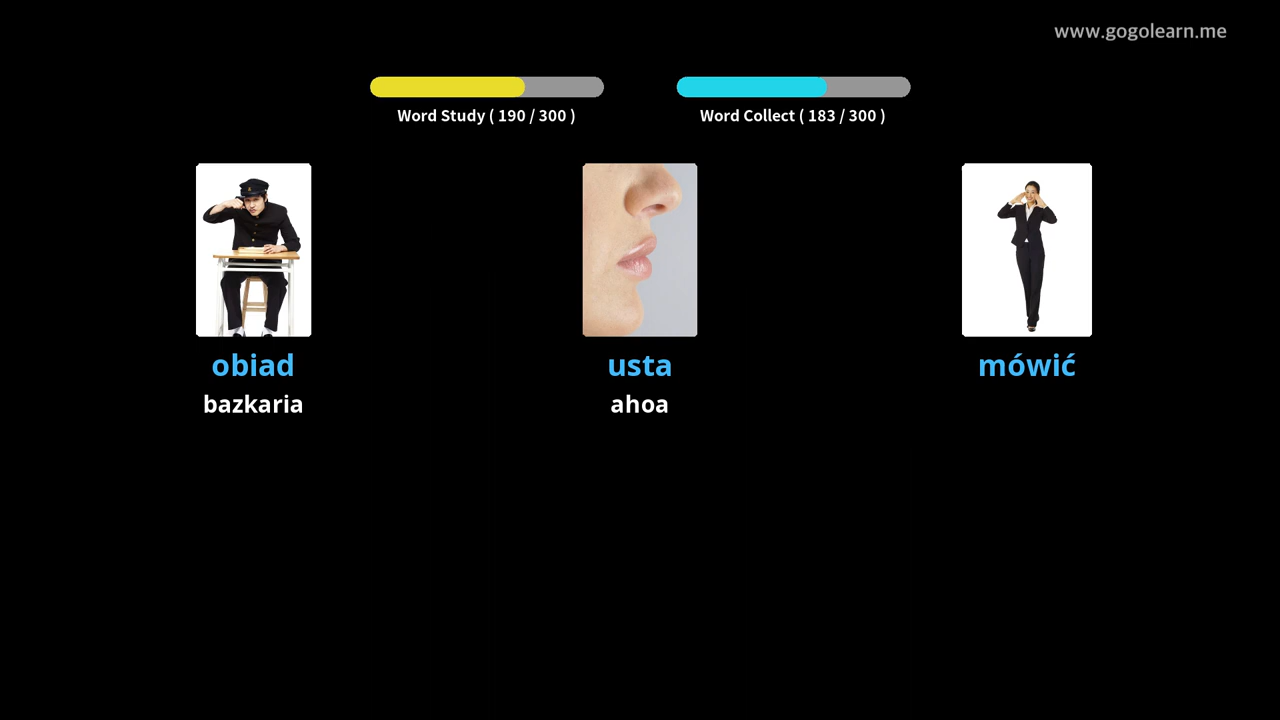 www.gogolearn.me
Word Study ( 190 / 300 )
Word Collect ( 183 / 300 )
obiad
bazkaria
usta
ahoa
mówić